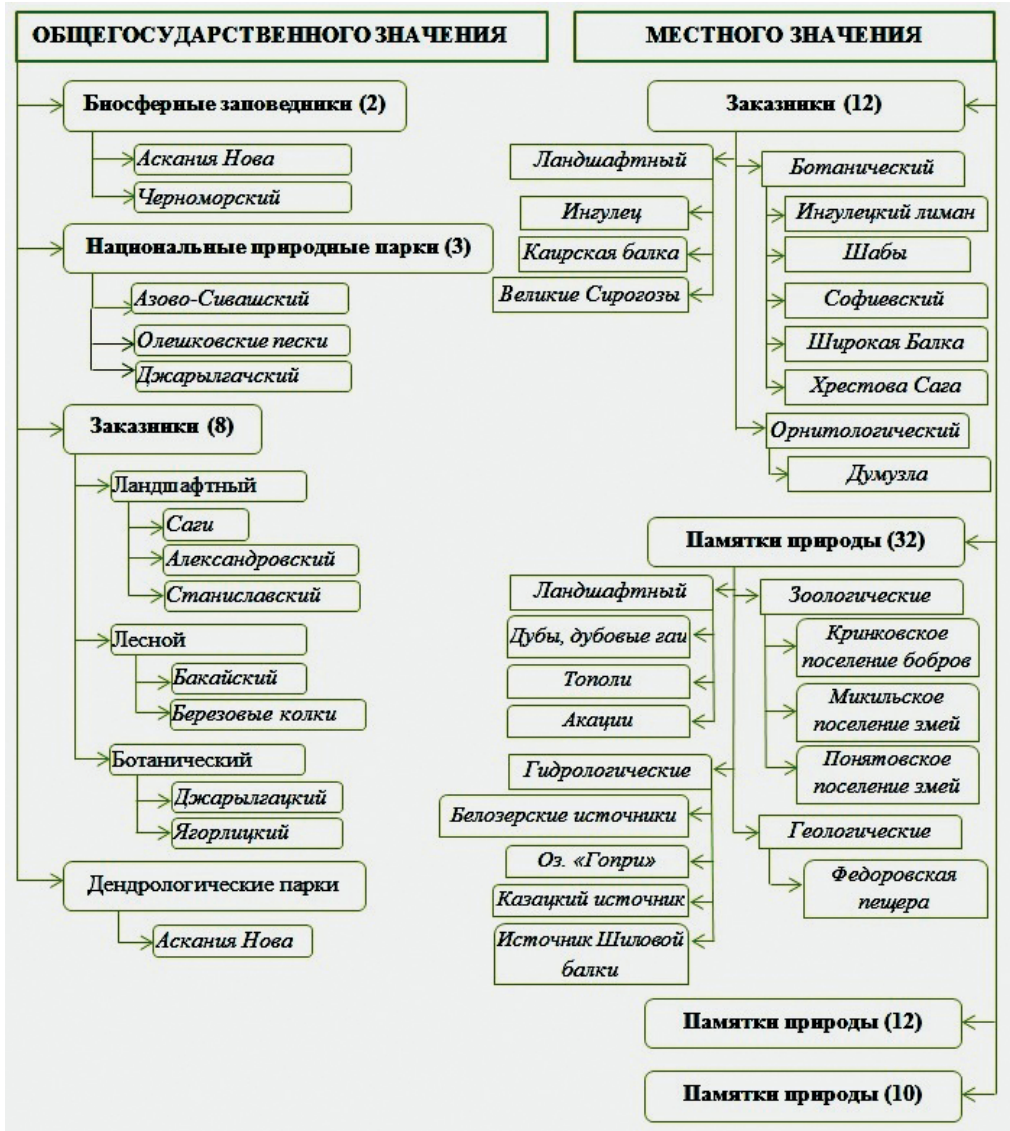 ОБЩЕГОСУДАРСТВЕННОГО ЗНАЧЕНИЯ
Биосферные заповедники (2)
Аскания Нова
Черноморский
Национальные природные парки (3)
Азово-Сивашский
Олешковские пески
Джарылгачский
Заказники (8)
Ландшафтный
Саги
Александровский
Станиславский
Лесной
Бакайский
Березовые колки
Ботанический
Джарылгацкий
Ягорлицкий
Дендрологические парки
Аскания Нова
МЕСТНОГО ЗНАЧЕНИЯ
Заказники (12)
Ландшафтный
Ингулец
Каирская балка
Великие Сирогозы
Ботанический
Ингулецкий лиман
Шабы
Софиевский
Широкая Балка
Хрестова Сага
Орнитологический
Думузла
Памятки природы (32)
Ландшафтный
Дубы, дубовые гаи
Тополи
Акации
Гидрологические
Белозерские источники
Оз. «Гопри»
Казацкий источник
Источник Шиловой
балки
Зоологические
Кринковское
поселение бобров
Микильское
поселение змей
Понятовское
поселение змей
Геологические
Федоровская
пещера
Памятки природы (12)
Памятки природы (10)